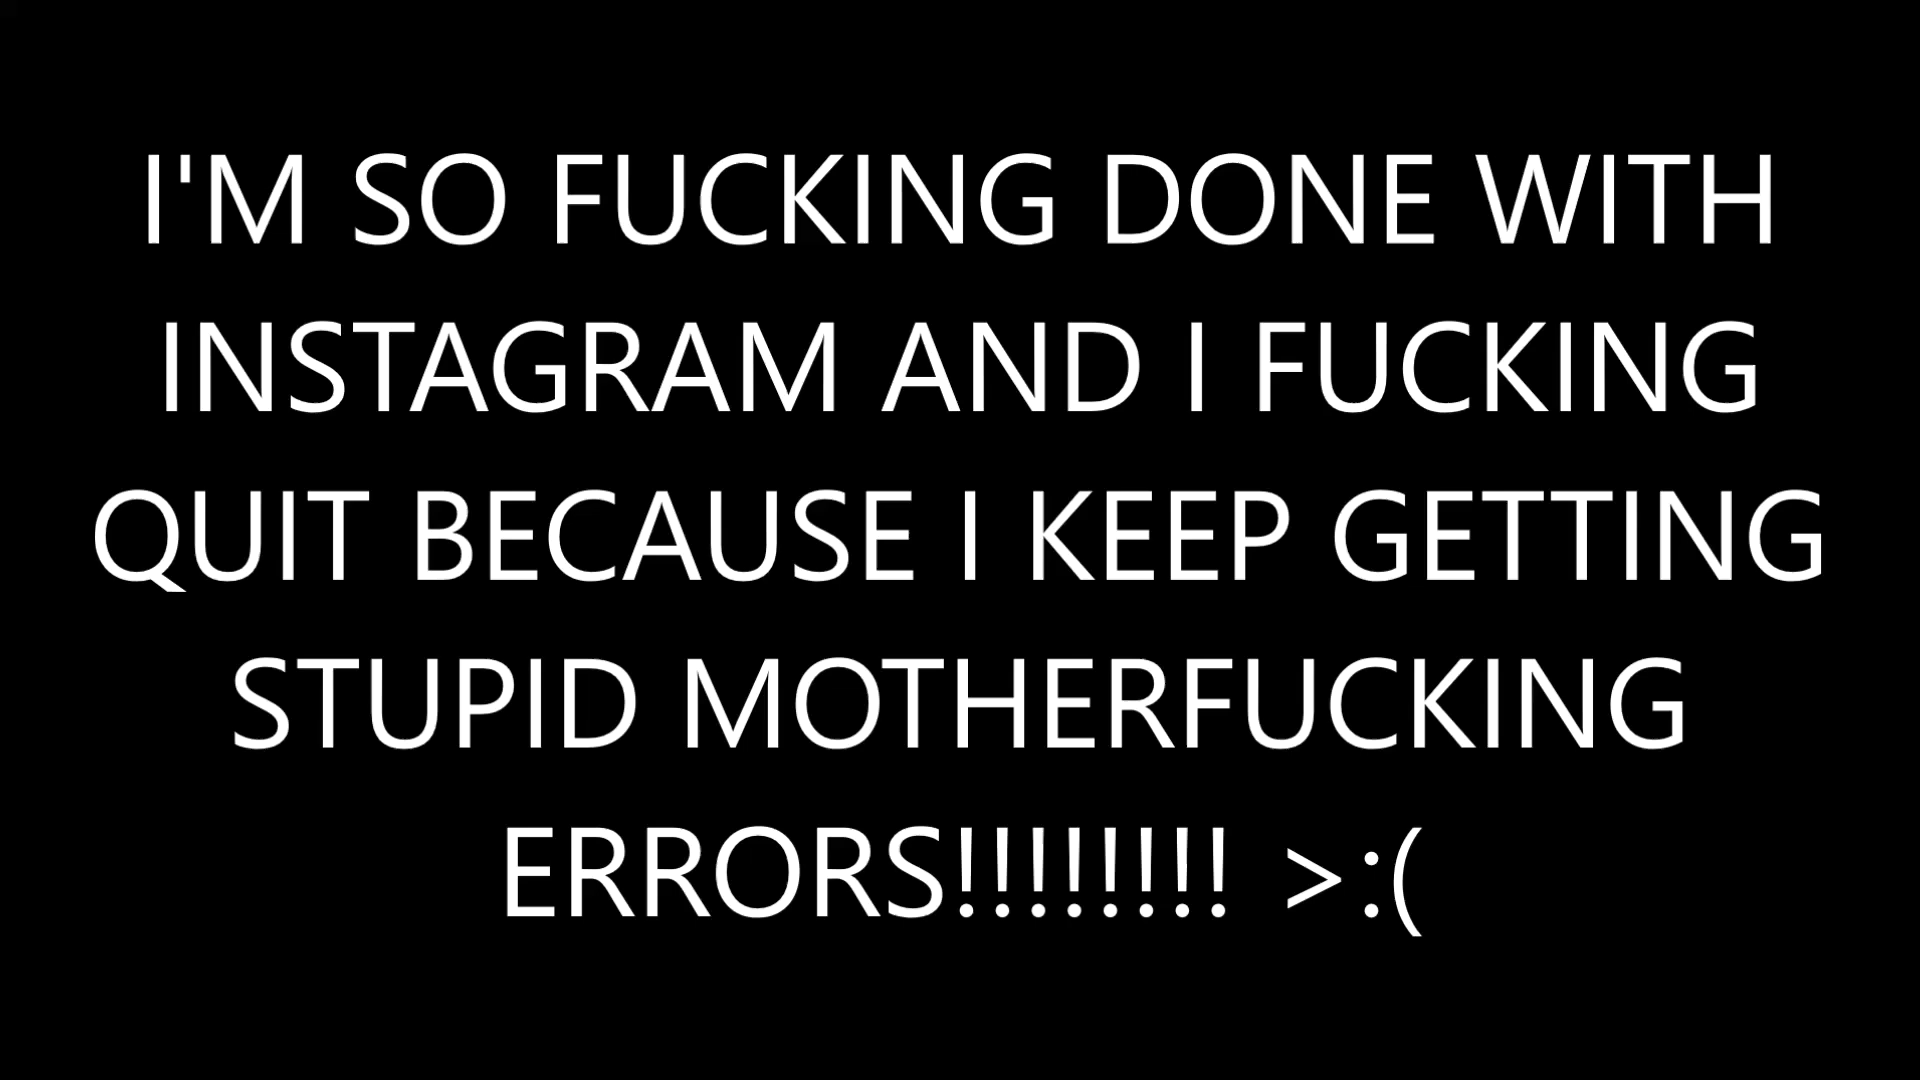 I'M SO FUCKING DONE WITH
INSTAGRAM AND I FUCKING
QUIT BECAUSE I KEEP GETTING
STUPID MOTHERFUCKING
ERRORS!!!!!!!! >:(